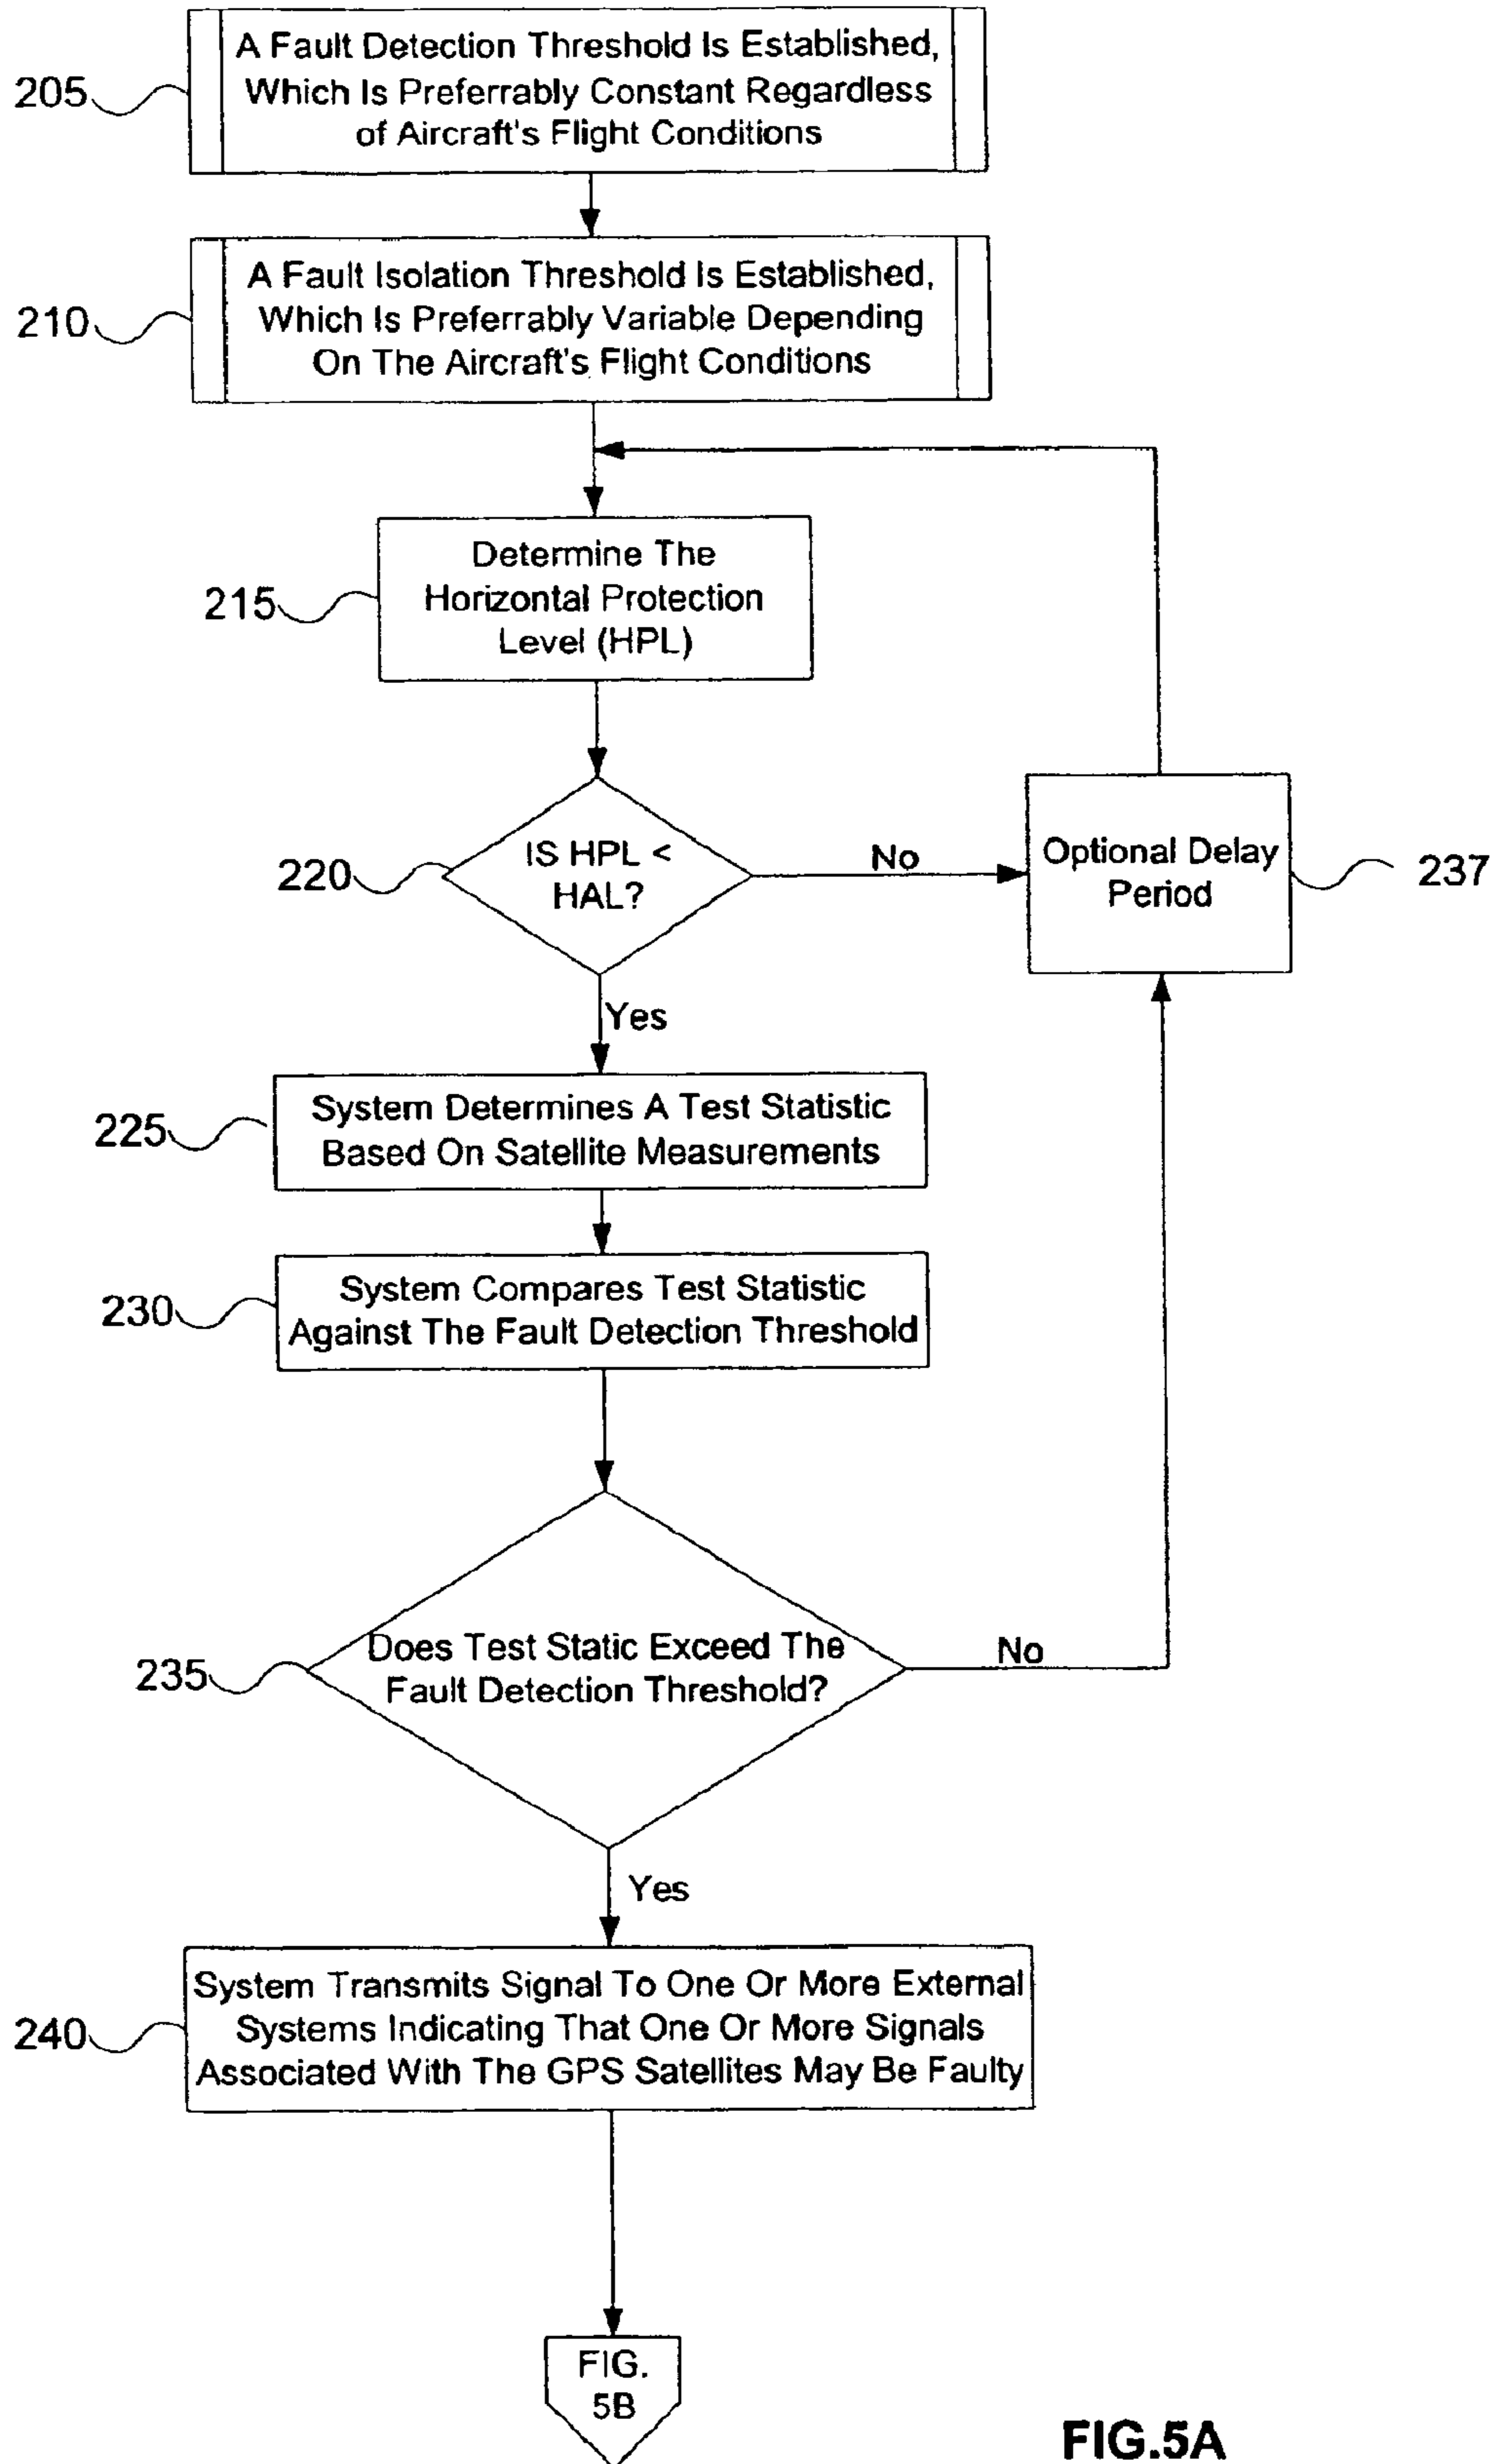 A Fault Detection Threshold Is Established,
Which Is Preferrably Constant Regardless
of Aircraft's Flight Conditions
205
A Fault Isolation Threshold Is Established,
Which Is Preferrably Variable Depending
On The Aircraft's Flight Conditions
210
Determine The
Horizontal Protection
Level (HPL)
215
IS HPL <
HAL?
220
No
Optional Delay
Period
237
Yes
System Determines A Test Statistic
Based On Satellite Measurements
225
System Compares Test Statistic
Against The Fault Detection Threshold
230
Does Test Static Exceed The
Fault Detection Threshold?
235
No
Yes
System Transmits Signal To One Or More External
Systems Indicating That One Or More Signals
Associated With The GPS Satellites May Be Faulty
240
FIG.
5B
FIG.5A